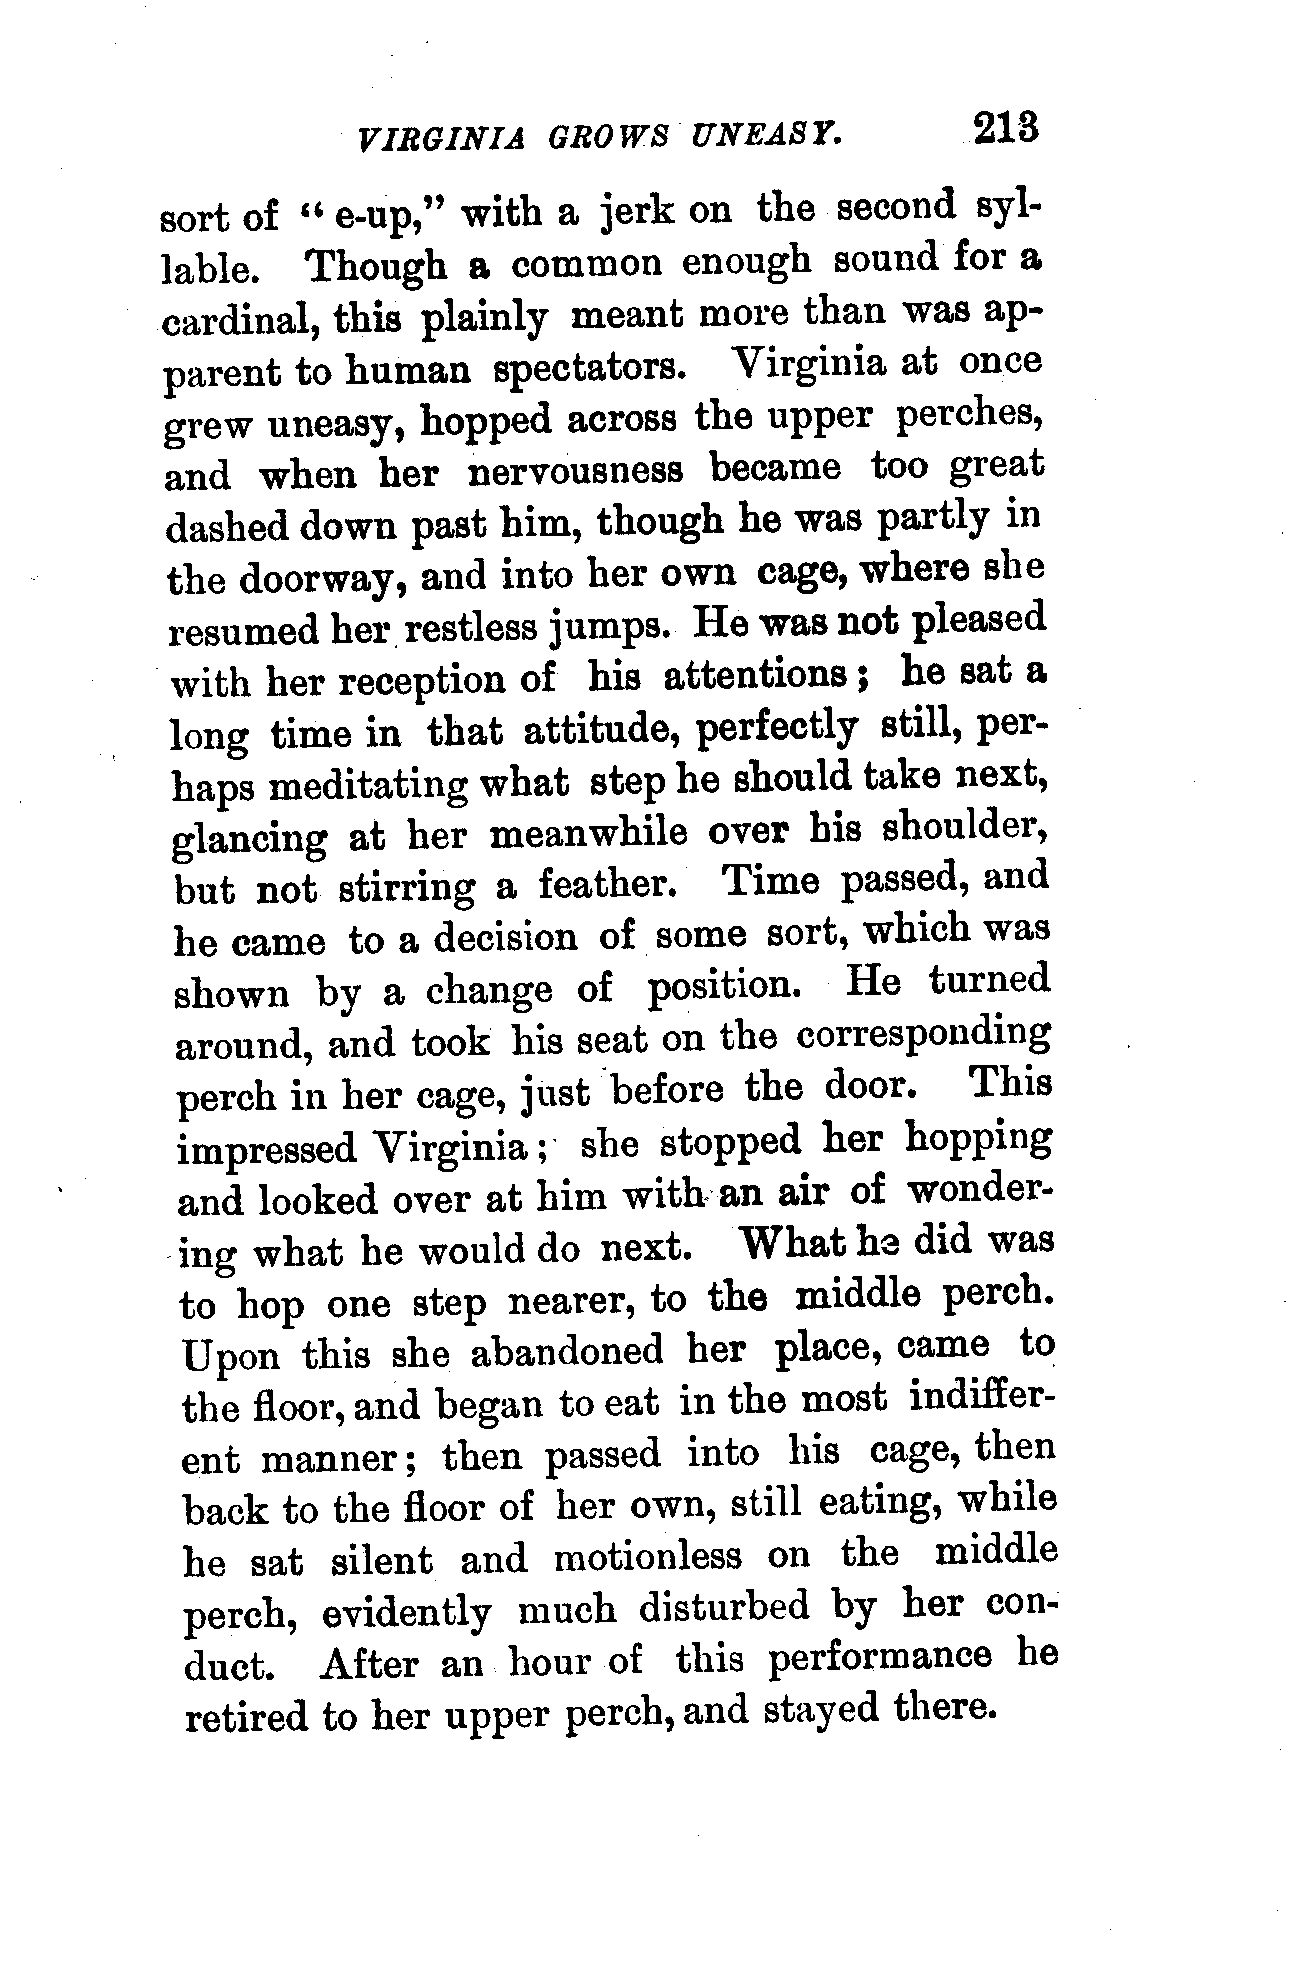 VIRGINIA GROWS UNEASY. 213
sort of "e-up," with a jerk on the second syl-
lable. Though a common enough sound for a
cardinal, this plainly meant more than was ap-
parent to human spectators. Virginia at once
grew uneasy, hopped across the upper perches,
and when her nervousness became too great
dashed down past him, though he was partly in
the doorway, and into her own cage, where she
resumed her restless jumps. He was not pleased
with her reception of his attentions; he sat a
long time in that attitude, perfectly still, per-
haps meditating what step he should take next,
glancing at her meanwhile over his shoulder,
but not stirring a feather. Time passed, and
he came to a decision of some sort, which was
shown by a change of position. He turned
around, and took his seat on the corresponding
perch in her cage, just before the door. This
impressed Virginia; she stopped her hopping
and looked over at him with an air of wonder-
ing what he would do next. What he did was
to hop one step nearer, to the middle perch.
Upon this she abandoned her place, came to
the floor, and began to eat in the most indiffer-
ent manner; then passed into his cage, then
back to the floor of her own, still eating, while
he sat silent and motionless on the middle
perch, evidently much disturbed by her con-
duct. After an hour of this performance he
retired to her upper perch, and stayed there.